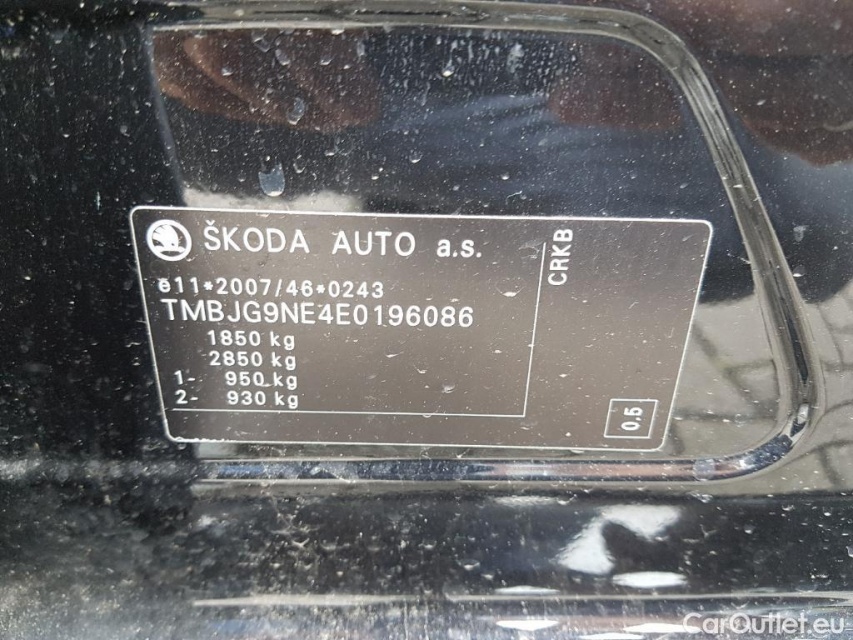 ŠKODA AUTO a.s.
e11*2007/46*0243
TMBJG9NE4E0196086
1850 kg
2850 kg
1- 950 kg
2- 930 kg
CRKB
0.5
CarOutlet.eu